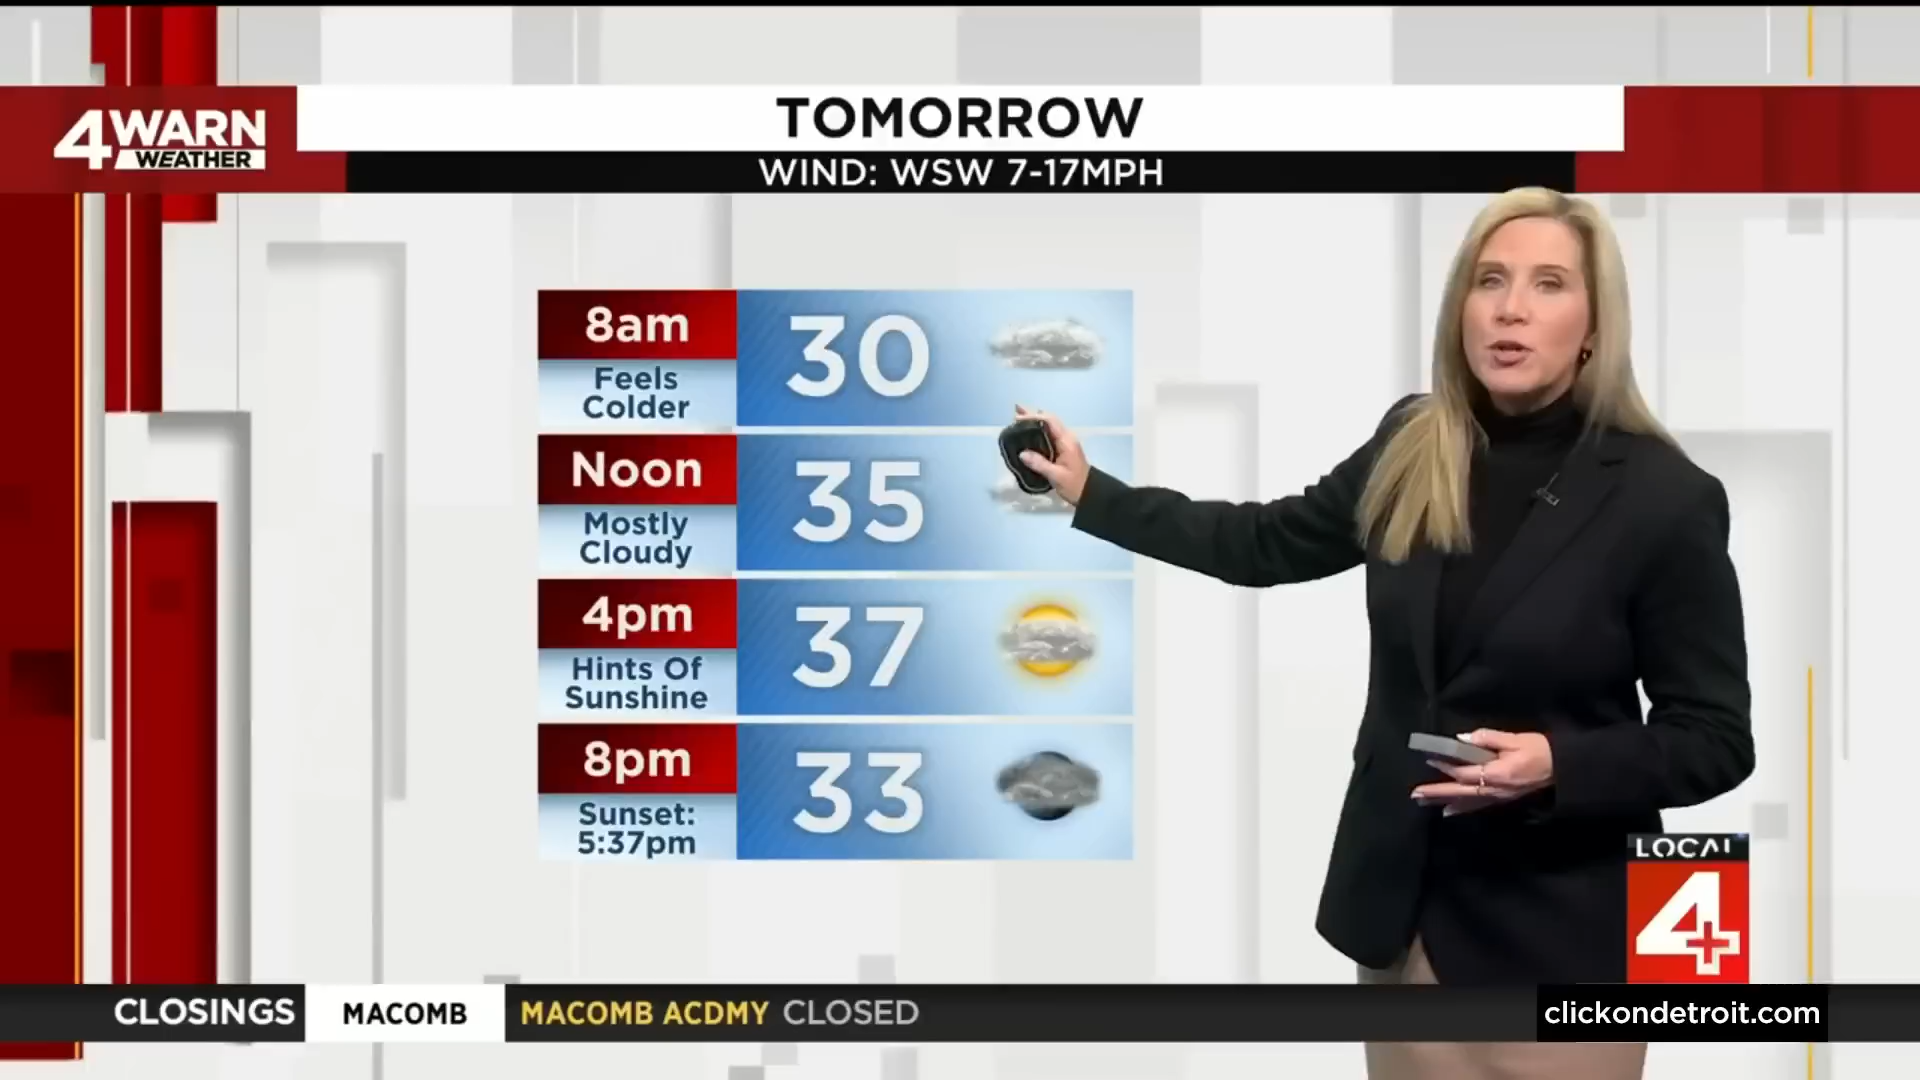 4WARN
WEATHER
TOMORROW
WIND: WSW 7-17MPH
8am
Feels
Colder
30
Noon
Mostly
Cloudy
35
4pm
Hints Of
Sunshine
37
8pm
Sunset:
5:37pm
33
LOCAL
4+
CLOSINGS MACOMB MACOMB ACDMY CLOSED
clickondetroit.com